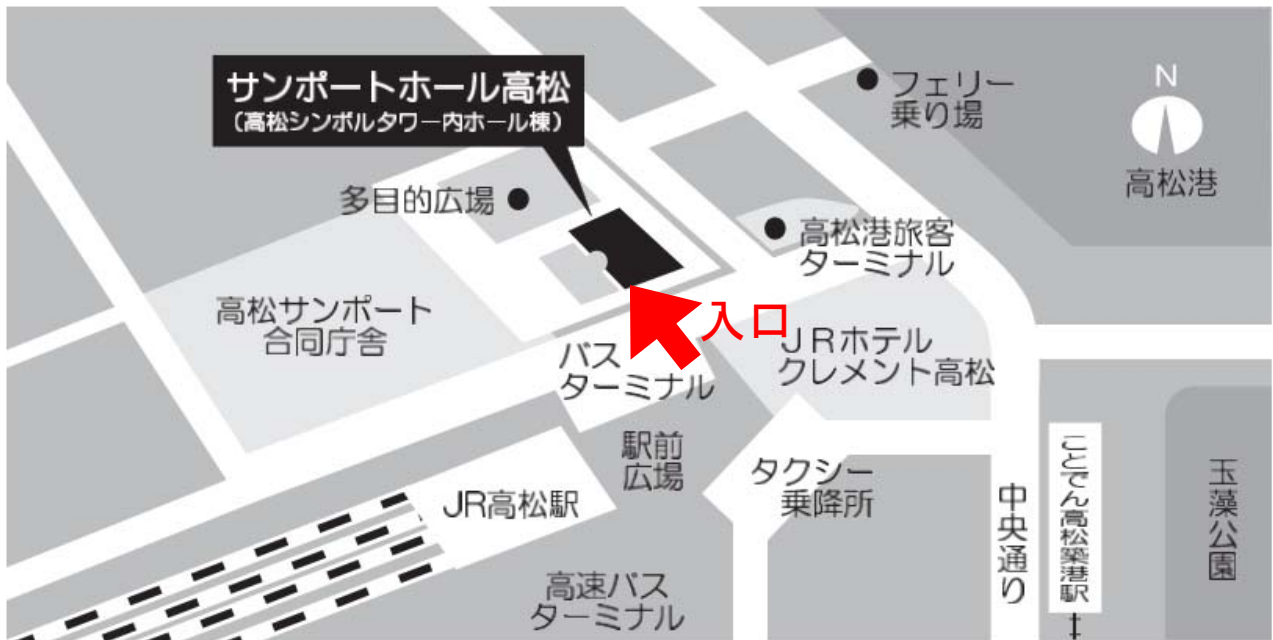 サンポートホール高松
（高松シンボルタワー内ホール棟）
フェリー
乗り場
N
高松港
多目的広場
高松港旅客
ターミナル
高松サンポート
合同庁舎
入口
JRホテル
クレメント高松
バス
ターミナル
駅前
広場
タクシー
乗降所
JR高松駅
高速バス
ターミナル
中央通り
ことでん高松築港駅
玉藻公園